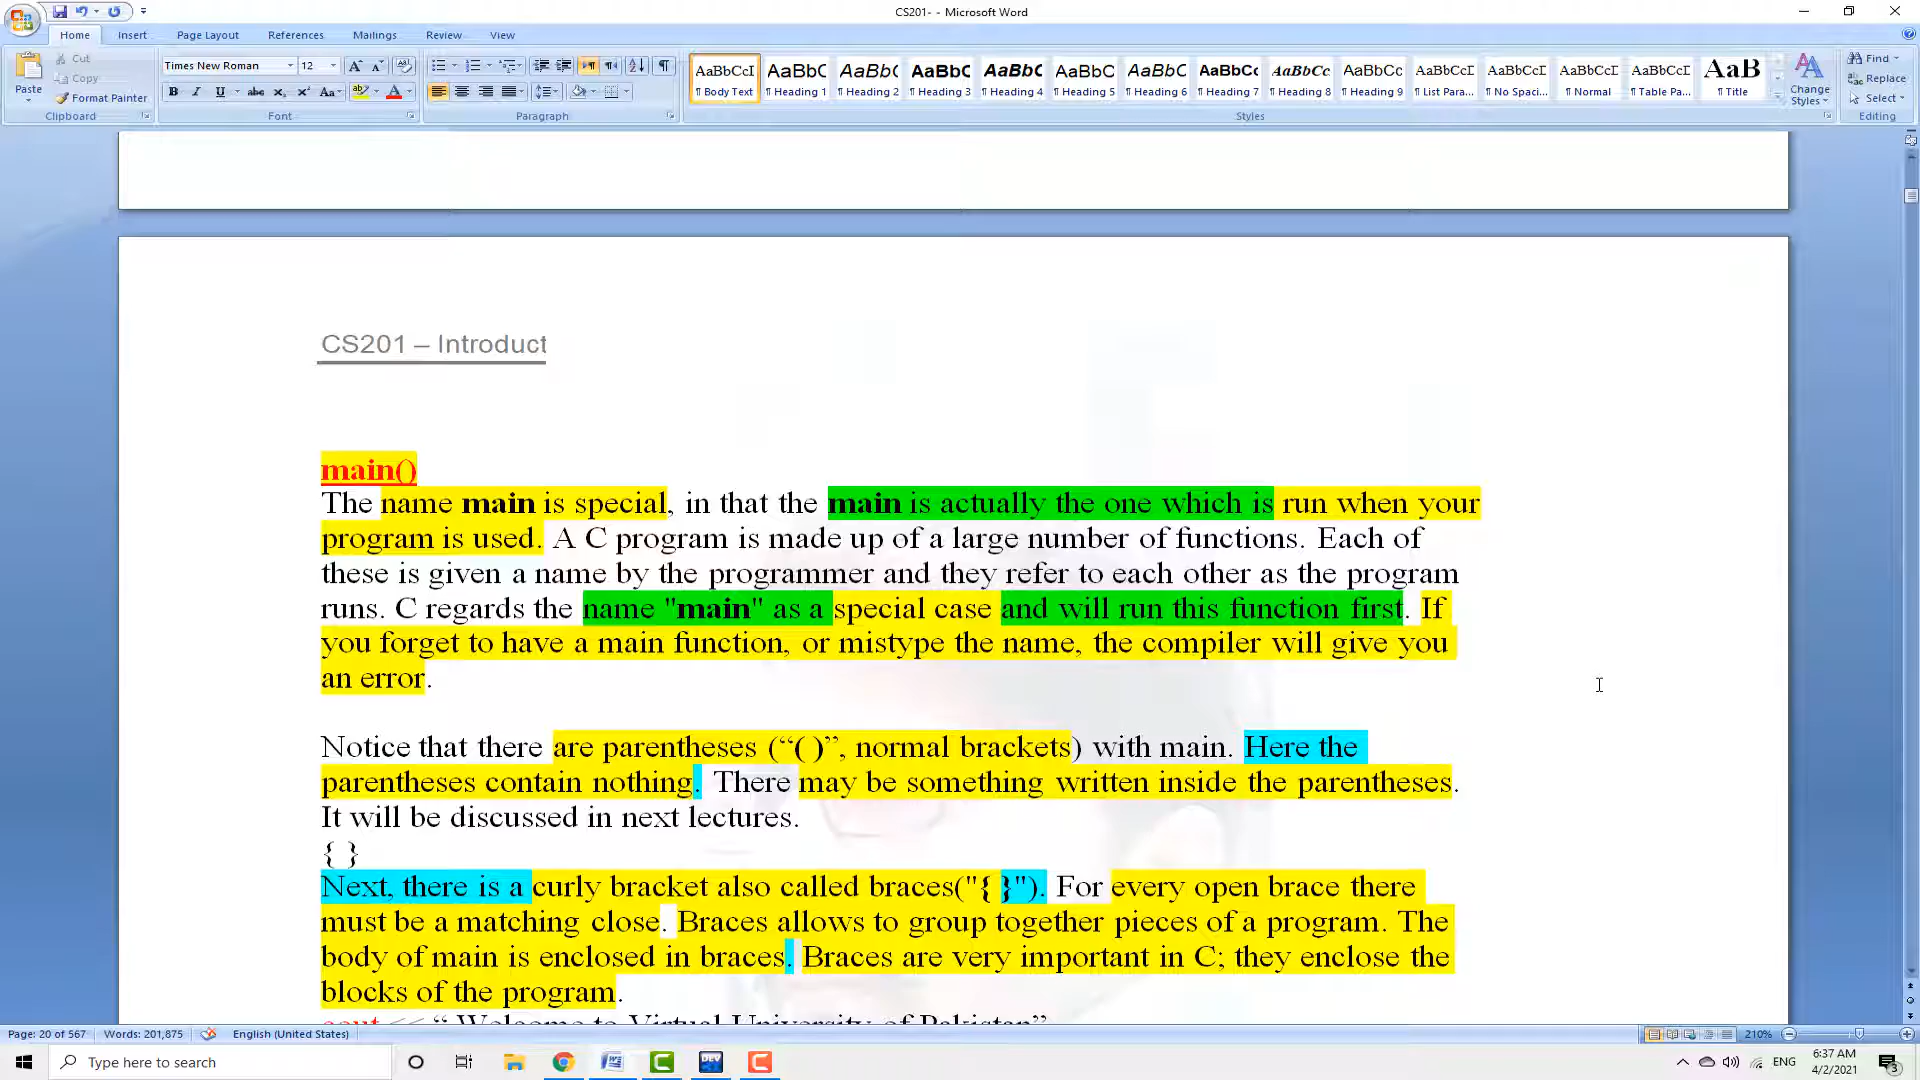 CS201- - Microsoft Word
Home Insert Page Layout References Mailings Review View
Paste
Cut
Copy
Format Painter
Clipboard
Times New Roman 12
Font
Paragraph
AaBbCcI AaBbC AaBbC AaBbC AaBbC AaBbC AaBbC AaBbCc AaBbCc AaBbCc AaBbCcI AaBbCcI AaBbCcI AaBbCcI AaB
¶ Body Text ¶ Heading 1 ¶ Heading 2 ¶ Heading 3 ¶ Heading 4 ¶ Heading 5 ¶ Heading 6 ¶ Heading 7 ¶ Heading 8 ¶ Heading 9 ¶ List Para... ¶ No Spaci... ¶ Normal ¶ Table Pa... ¶ Title
Styles
Change
Styles
Find
Replace
Select
Editing
CS201 – Introduct
main()
The name main is special, in that the main is actually the one which is run when your
program is used. A C program is made up of a large number of functions. Each of
these is given a name by the programmer and they refer to each other as the program
runs. C regards the name "main" as a special case and will run this function first. If
you forget to have a main function, or mistype the name, the compiler will give you
an error.
Notice that there are parentheses (“( )”, normal brackets) with main. Here the
parentheses contain nothing. There may be something written inside the parentheses.
It will be discussed in next lectures.
{ }
Next, there is a curly bracket also called braces("{ }"). For every open brace there
must be a matching close. Braces allows to group together pieces of a program. The
body of main is enclosed in braces. Braces are very important in C; they enclose the
blocks of the program.
cout << “ Welcome to Virtual University of Pakistan”
Page: 20 of 567 Words: 201,875 English (United States) 210%
Type here to search
DEV
ENG
6:37 AM
4/2/2021
3